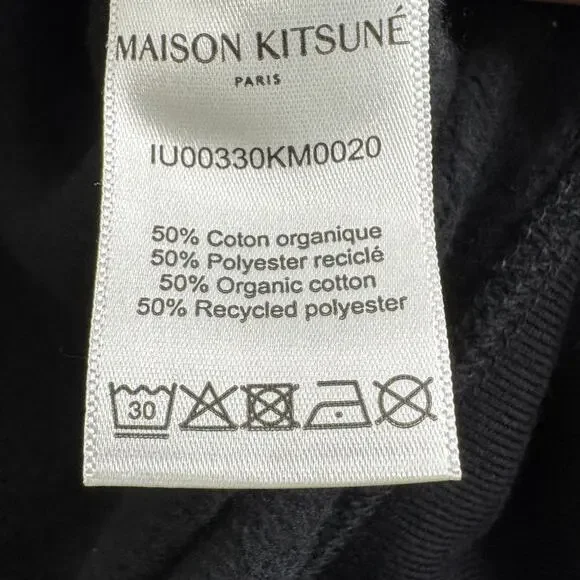 MAISON KITSUNÉ
PARIS
IU00330KM0020
50% Coton organique
50% Polyester reciclé
50% Organic cotton
50% Recycled polyester
30